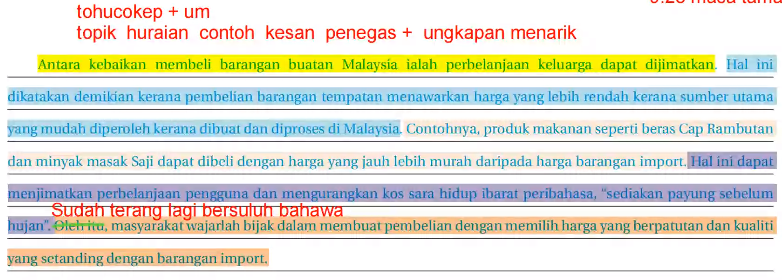 tohucokep + um
topik huraian contoh kesan penegas + ungkapan menarik
Antara kebaikan membeli barangan buatan Malaysia ialah perbelanjaan keluarga dapat dijimatkan. Hal ini
dikatakan demikian kerana pembelian barangan tempatan menawarkan harga yang lebih rendah kerana sumber utama
yang mudah diperoleh kerana dibuat dan diproses di Malaysia. Contohnya, produk makanan seperti beras Cap Rambutan
dan minyak masak Saji dapat dibeli dengan harga yang jauh lebih murah daripada harga barangan import. Hal ini dapat
menjimatkan perbelanjaan pengguna dan mengurangkan kos sara hidup ibarat peribahasa, “sediakan payung sebelum
Sudah terang lagi bersuluh bahawa
hujan”. Oleh itu, masyarakat wajarlah bijak dalam membuat pembelian dengan memilih harga yang berpatutan dan kualiti
yang setanding dengan barangan import.